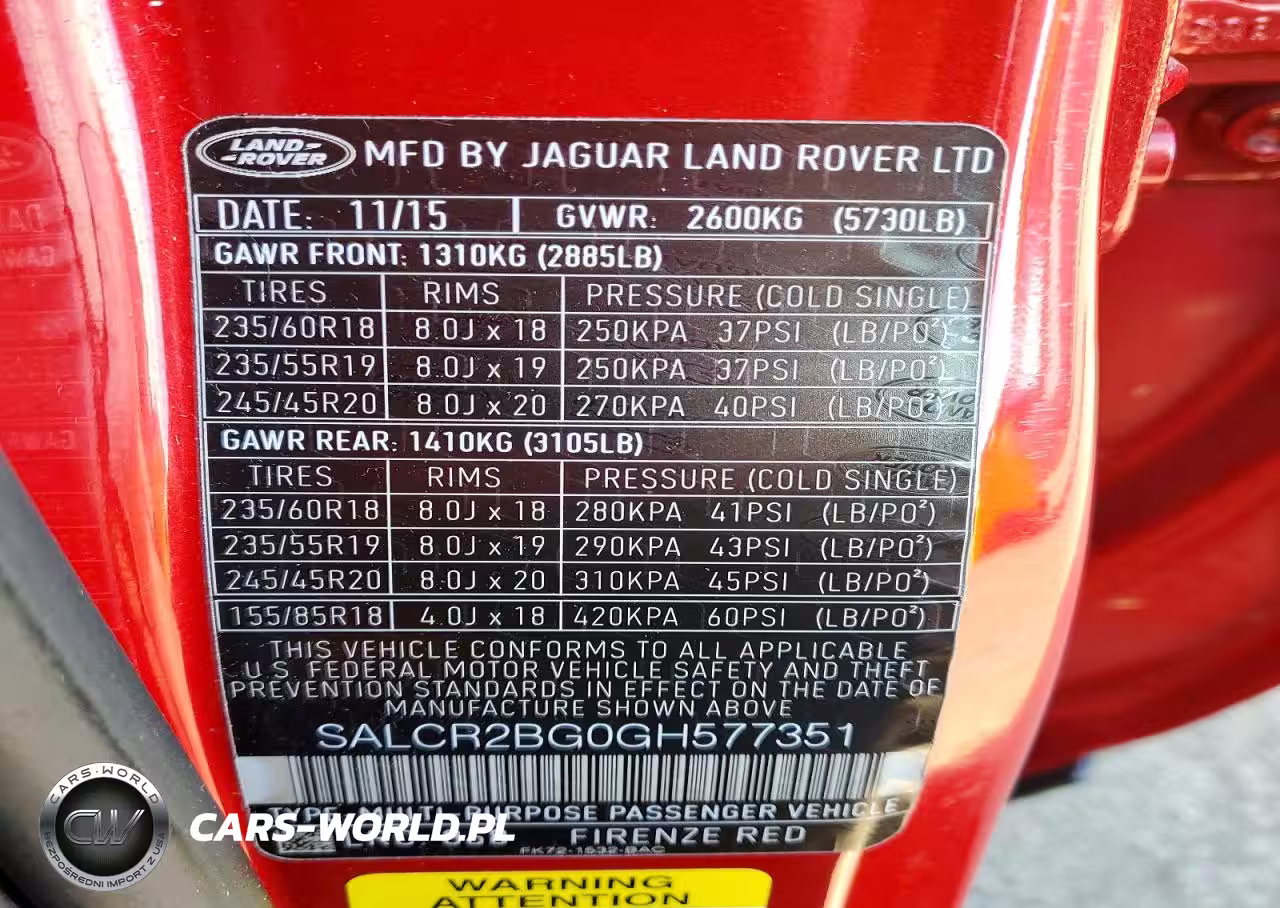 LAND-
-ROVER
MFD BY JAGUAR LAND ROVER LTD
DATE: 11/15 GVWR: 2600KG (5730LB)
GAWR FRONT: 1310KG (2885LB)
TIRES RIMS PRESSURE (COLD SINGLE)
235/60R18 8.0J x 18 250KPA 37PSI (LB/PO²)
235/55R19 8.0J x 19 250KPA 37PSI (LB/PO²)
245/45R20 8.0J x 20 270KPA 40PSI (LB/PO²)
GAWR REAR: 1410KG (3105LB)
TIRES RIMS PRESSURE (COLD SINGLE)
235/60R18 8.0J x 18 280KPA 41PSI (LB/PO²)
235/55R19 8.0J x 19 290KPA 43PSI (LB/PO²)
245/45R20 8.0J x 20 310KPA 45PSI (LB/PO²)
155/85R18 4.0J x 18 420KPA 60PSI (LB/PO²)
THIS VEHICLE CONFORMS TO ALL APPLICABLE
U.S. FEDERAL MOTOR VEHICLE SAFETY AND THEFT
PREVENTION STANDARDS IN EFFECT ON THE DATE OF
MANUFACTURE SHOWN ABOVE
SALCR2BG0GH577351
TYPE: MULTI PURPOSE PASSENGER VEHICLE
FIRENZE RED
FK72-1532-BAC
WARNING
ATTENTION
CARS-WORLD
CW
BEZPOŚREDNI IMPORT Z USA
CARS-WORLD.PL